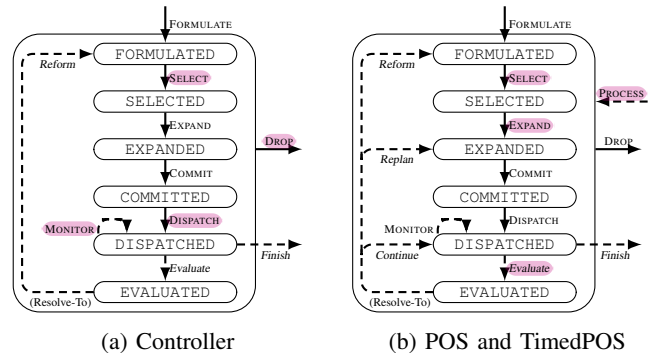 FORMULATE
FORMULATED
Reform
SELECT
SELECTED
EXPAND
EXPANDED
DROP
COMMIT
COMMITTED
MONITOR
DISPATCH
DISPATCHED
Finish
Evaluate
EVALUATED
(Resolve-To)
(a) Controller
FORMULATE
FORMULATED
Reform
SELECT
PROCESS
SELECTED
EXPAND
EXPANDED
DROP
Replan
COMMIT
COMMITTED
MONITOR
DISPATCH
DISPATCHED
Continue
Finish
Evaluate
EVALUATED
(Resolve-To)
(b) POS and TimedPOS